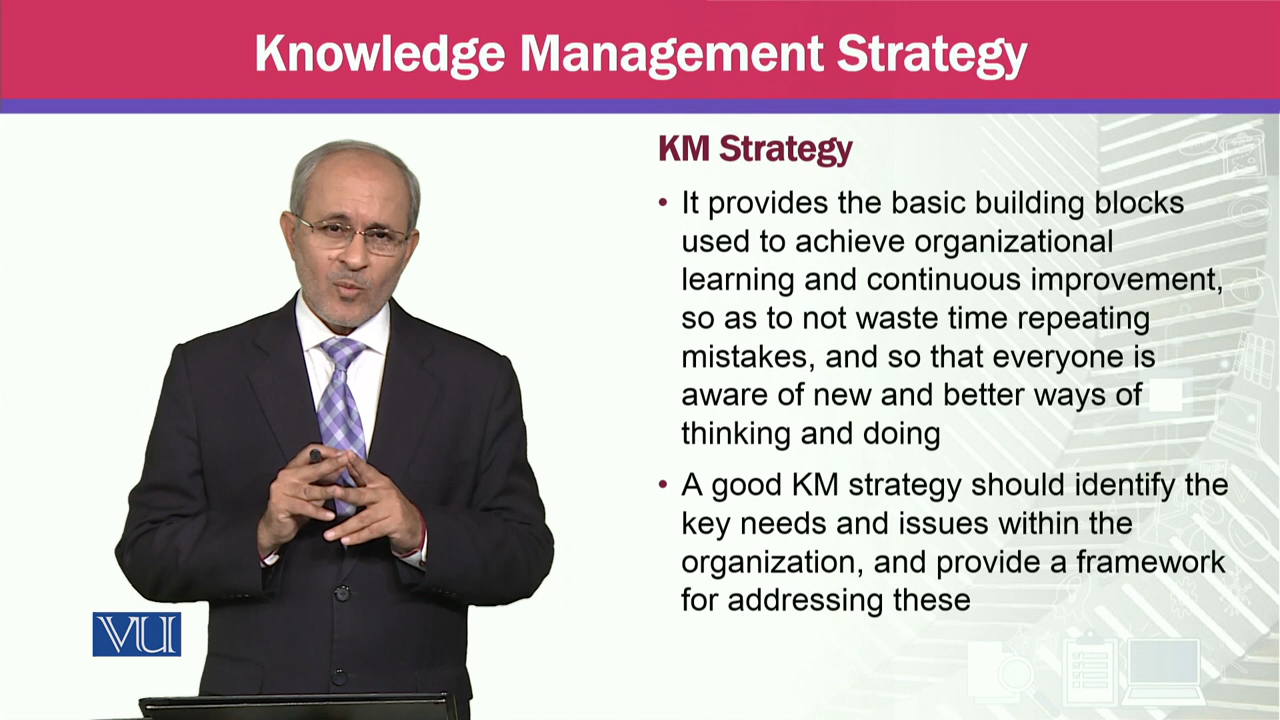 Knowledge Management Strategy
KM Strategy
• It provides the basic building blocks
used to achieve organizational
learning and continuous improvement,
so as to not waste time repeating
mistakes, and so that everyone is
aware of new and better ways of
thinking and doing
• A good KM strategy should identify the
key needs and issues within the
organization, and provide a framework
for addressing these
VU